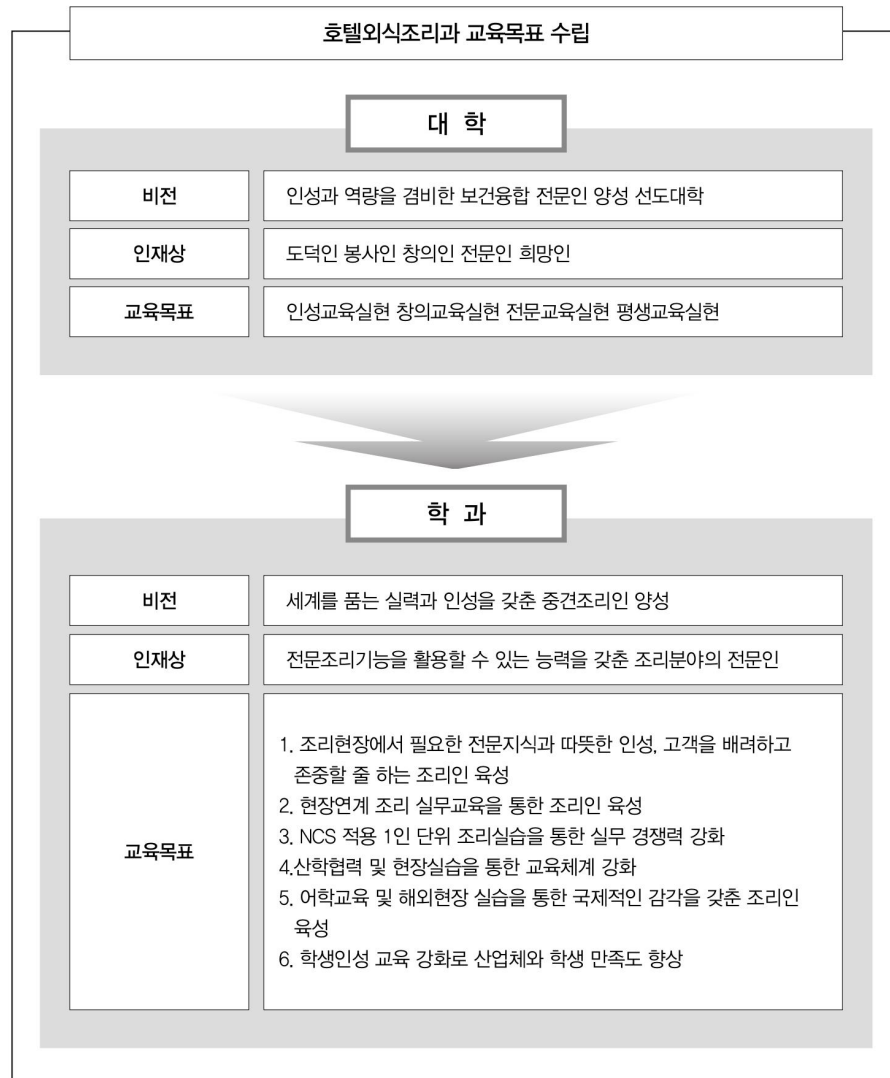 호텔외식조리과 교육목표 수립
대 학
비전
인성과 역량을 겸비한 보건융합 전문인 양성 선도대학
인재상
도덕인 봉사인 창의인 전문인 희망인
교육목표
인성교육실현 창의교육실현 전문교육실현 평생교육실현
학 과
비전
세계를 품는 실력과 인성을 갖춘 중견조리인 양성
인재상
전문조리기능을 활용할 수 있는 능력을 갖춘 조리분야의 전문인
교육목표
1. 조리현장에서 필요한 전문지식과 따뜻한 인성, 고객을 배려하고
존중할 줄 하는 조리인 육성
2. 현장연계 조리 실무교육을 통한 조리인 육성
3. NCS 적용 1인 단위 조리실습을 통한 실무 경쟁력 강화
4.산학협력 및 현장실습을 통한 교육체계 강화
5. 어학교육 및 해외현장 실습을 통한 국제적인 감각을 갖춘 조리인
육성
6. 학생인성 교육 강화로 산업체와 학생 만족도 향상